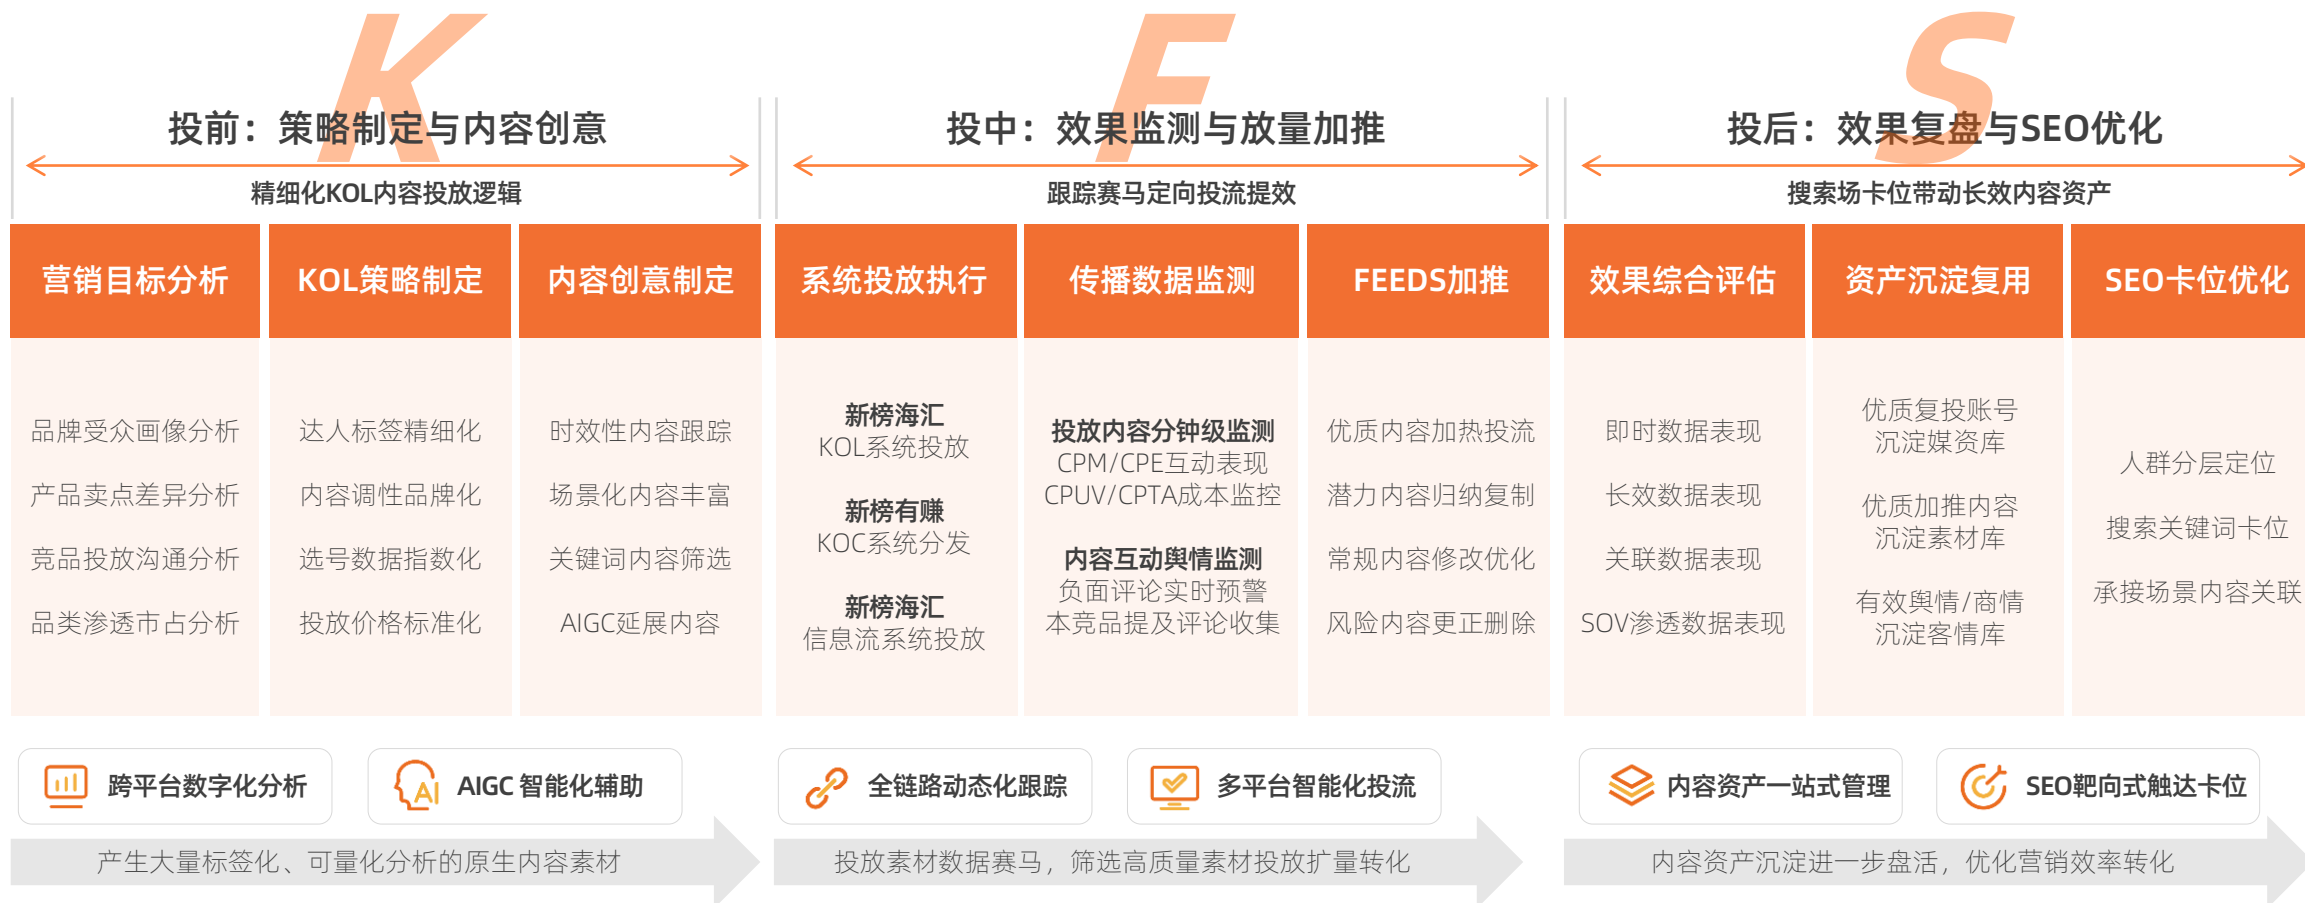 K
投前：策略制定与内容创意
精细化KOL内容投放逻辑
营销目标分析
品牌受众画像分析
产品卖点差异分析
竞品投放沟通分析
品类渗透市占分析
KOL策略制定
达人标签精细化
内容调性品牌化
选号数据指数化
投放价格标准化
内容创意制定
时效性内容跟踪
场景化内容丰富
关键词内容筛选
AIGC延展内容
跨平台数字化分析
AI
AIGC 智能化辅助
产生大量标签化、可量化分析的原生内容素材
F
投中：效果监测与放量加推
跟踪赛马定向投流提效
系统投放执行
新榜海汇
KOL系统投放
新榜有赚
KOC系统分发
新榜海汇
信息流系统投放
传播数据监测
投放内容分钟级监测
CPM/CPE互动表现
CPUV/CPTA成本监控
内容互动舆情监测
负面评论实时预警
本竞品提及评论收集
FEEDS加推
优质内容加热投流
潜力内容归纳复制
常规内容修改优化
风险内容更正删除
全链路动态化跟踪
多平台智能化投流
投放素材数据赛马，筛选高质量素材投放扩量转化
S
投后：效果复盘与SEO优化
搜索场卡位带动长效内容资产
效果综合评估
即时数据表现
长效数据表现
关联数据表现
SOV渗透数据表现
资产沉淀复用
优质复投账号
沉淀媒资库
优质加推内容
沉淀素材库
有效舆情/商情
沉淀客情库
SEO卡位优化
人群分层定位
搜索关键词卡位
承接场景内容关联
内容资产一站式管理
SEO靶向式触达卡位
内容资产沉淀进一步盘活，优化营销效率转化